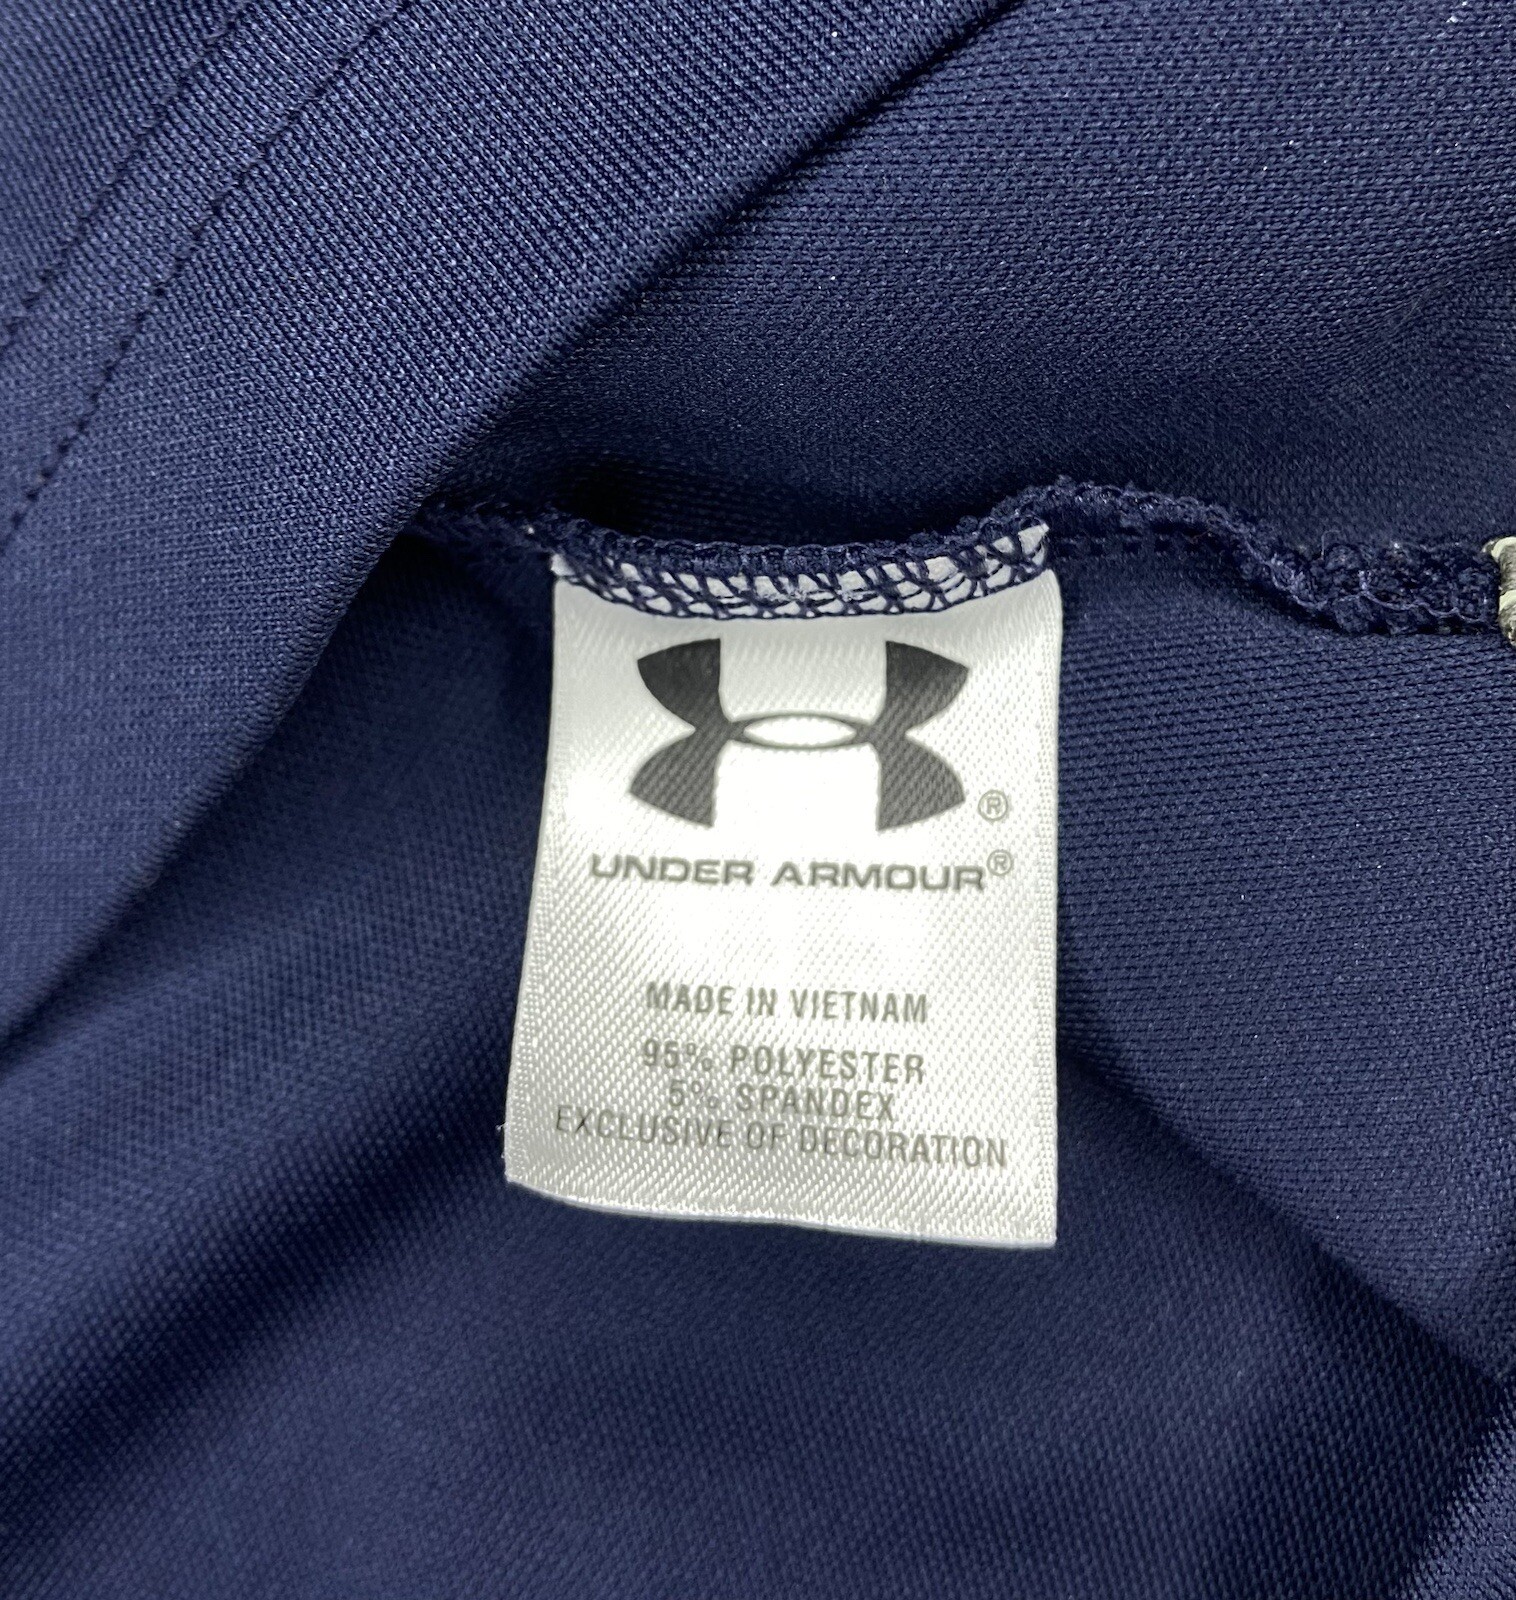 ®
UNDER ARMOUR®
MADE IN VIETNAM
95% POLYESTER
5% SPANDEX
EXCLUSIVE OF DECORATION